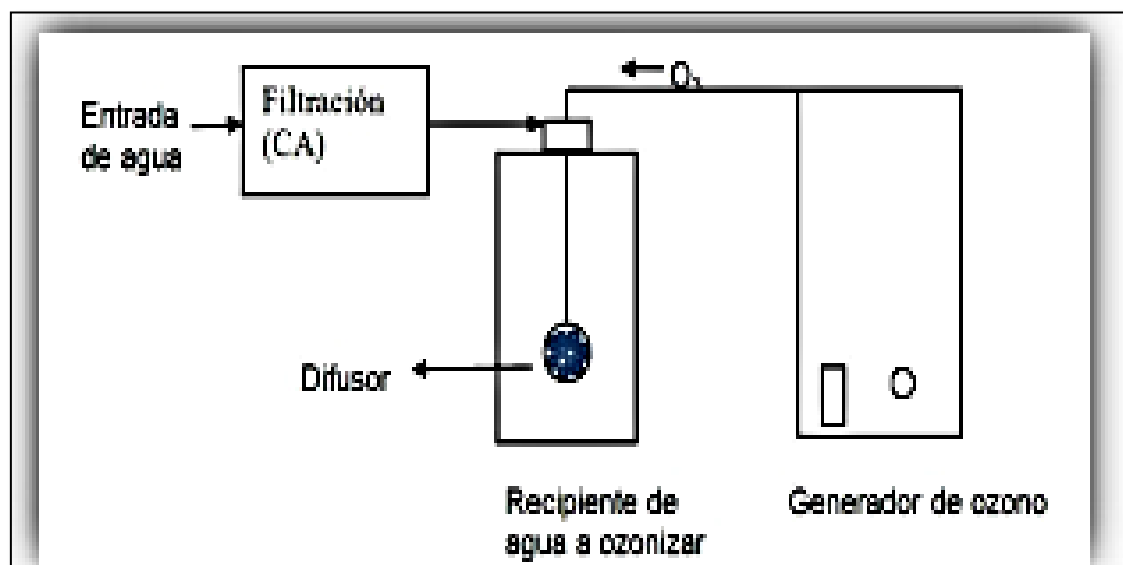 Entrada
de agua
Filtración
(CA)
O₃
Difusor
Recipiente de
agua a ozonizar
Generador de ozono